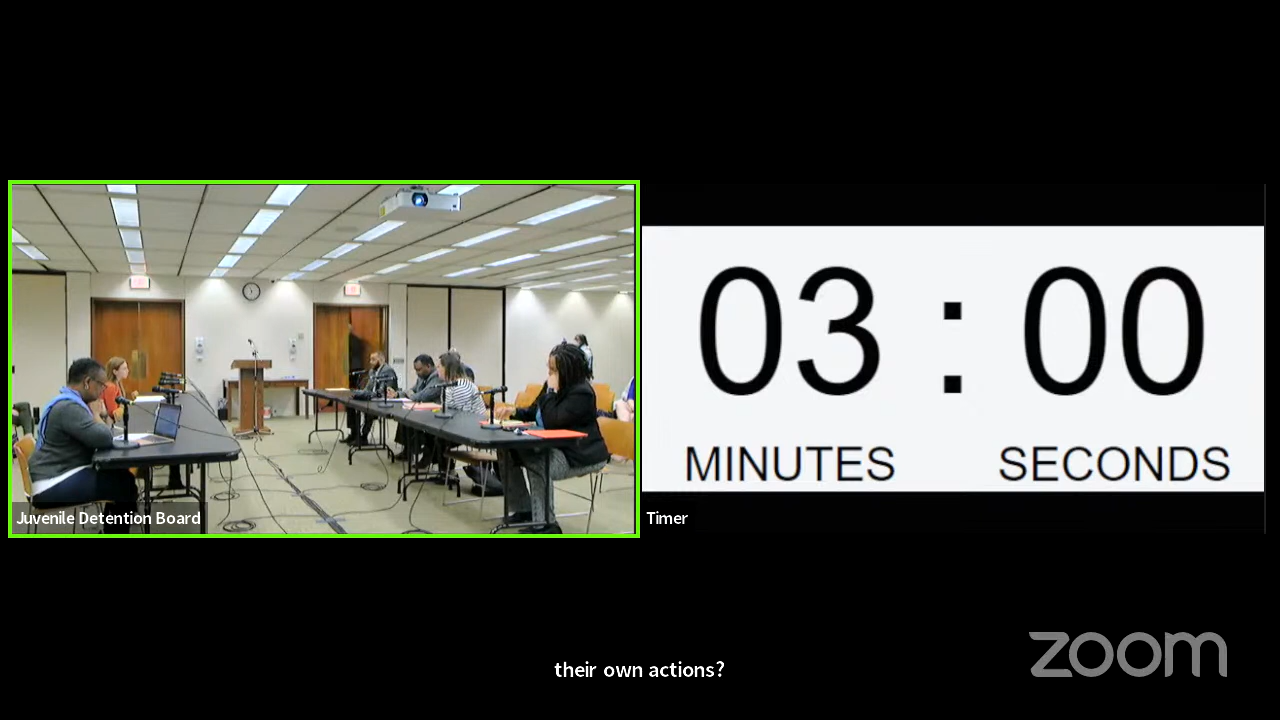 03 : 00
MINUTES SECONDS
Juvenile Detention Board
Timer
their own actions?
zoom